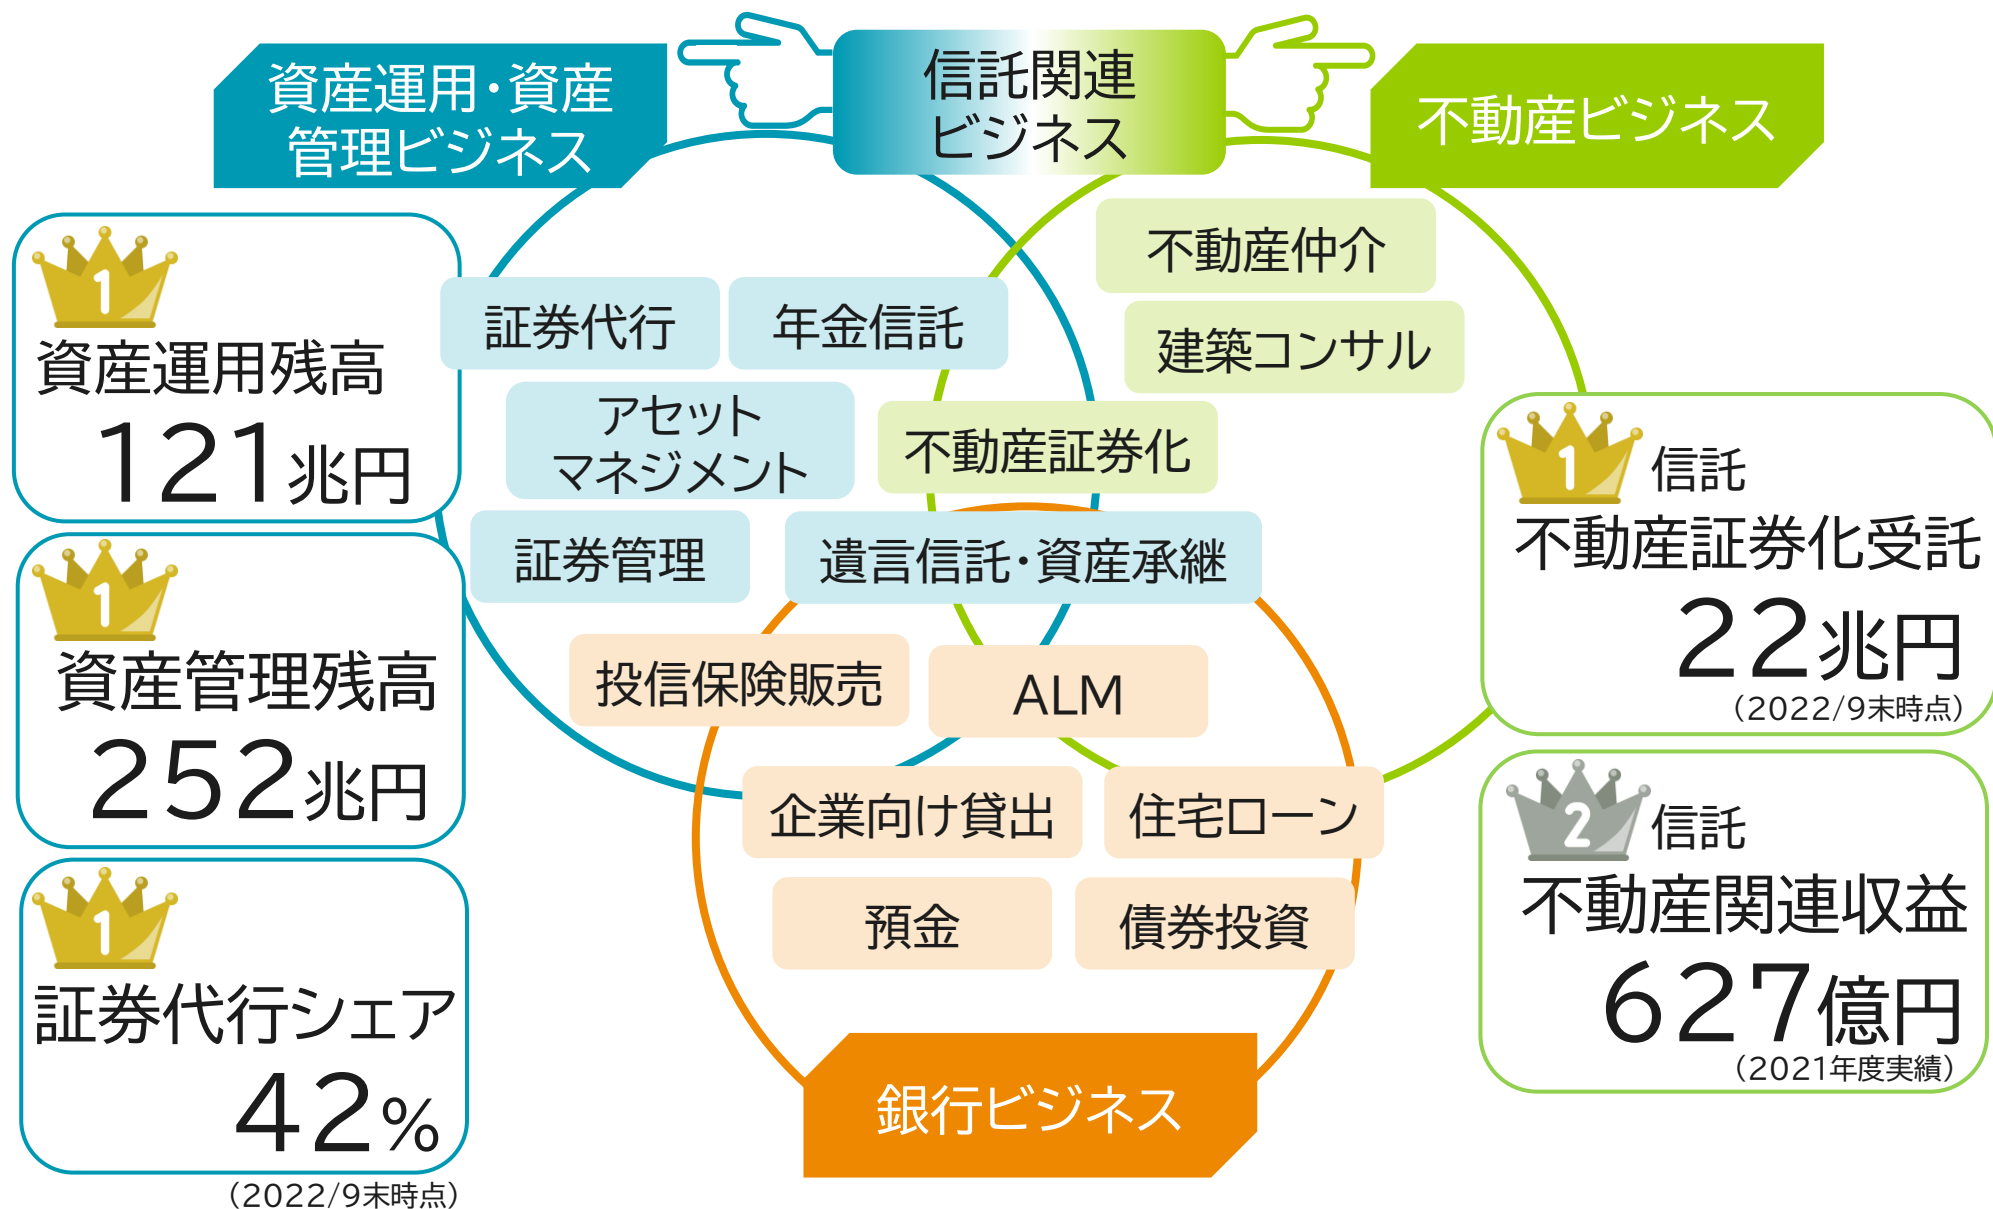 資産運用・資産
管理ビジネス
信託関連
ビジネス
不動産ビジネス
1
資産運用残高
121兆円
1
資産管理残高
252兆円
1
証券代行シェア
42%
（2022/9末時点）
証券代行
年金信託
アセット
マネジメント
証券管理
遺言信託・資産承継
不動産仲介
建築コンサル
不動産証券化
投信保険販売
ALM
企業向け貸出
住宅ローン
預金
債券投資
銀行ビジネス
1
信託
不動産証券化受託
22兆円
（2022/9末時点）
2
信託
不動産関連収益
627億円
（2021年度実績）